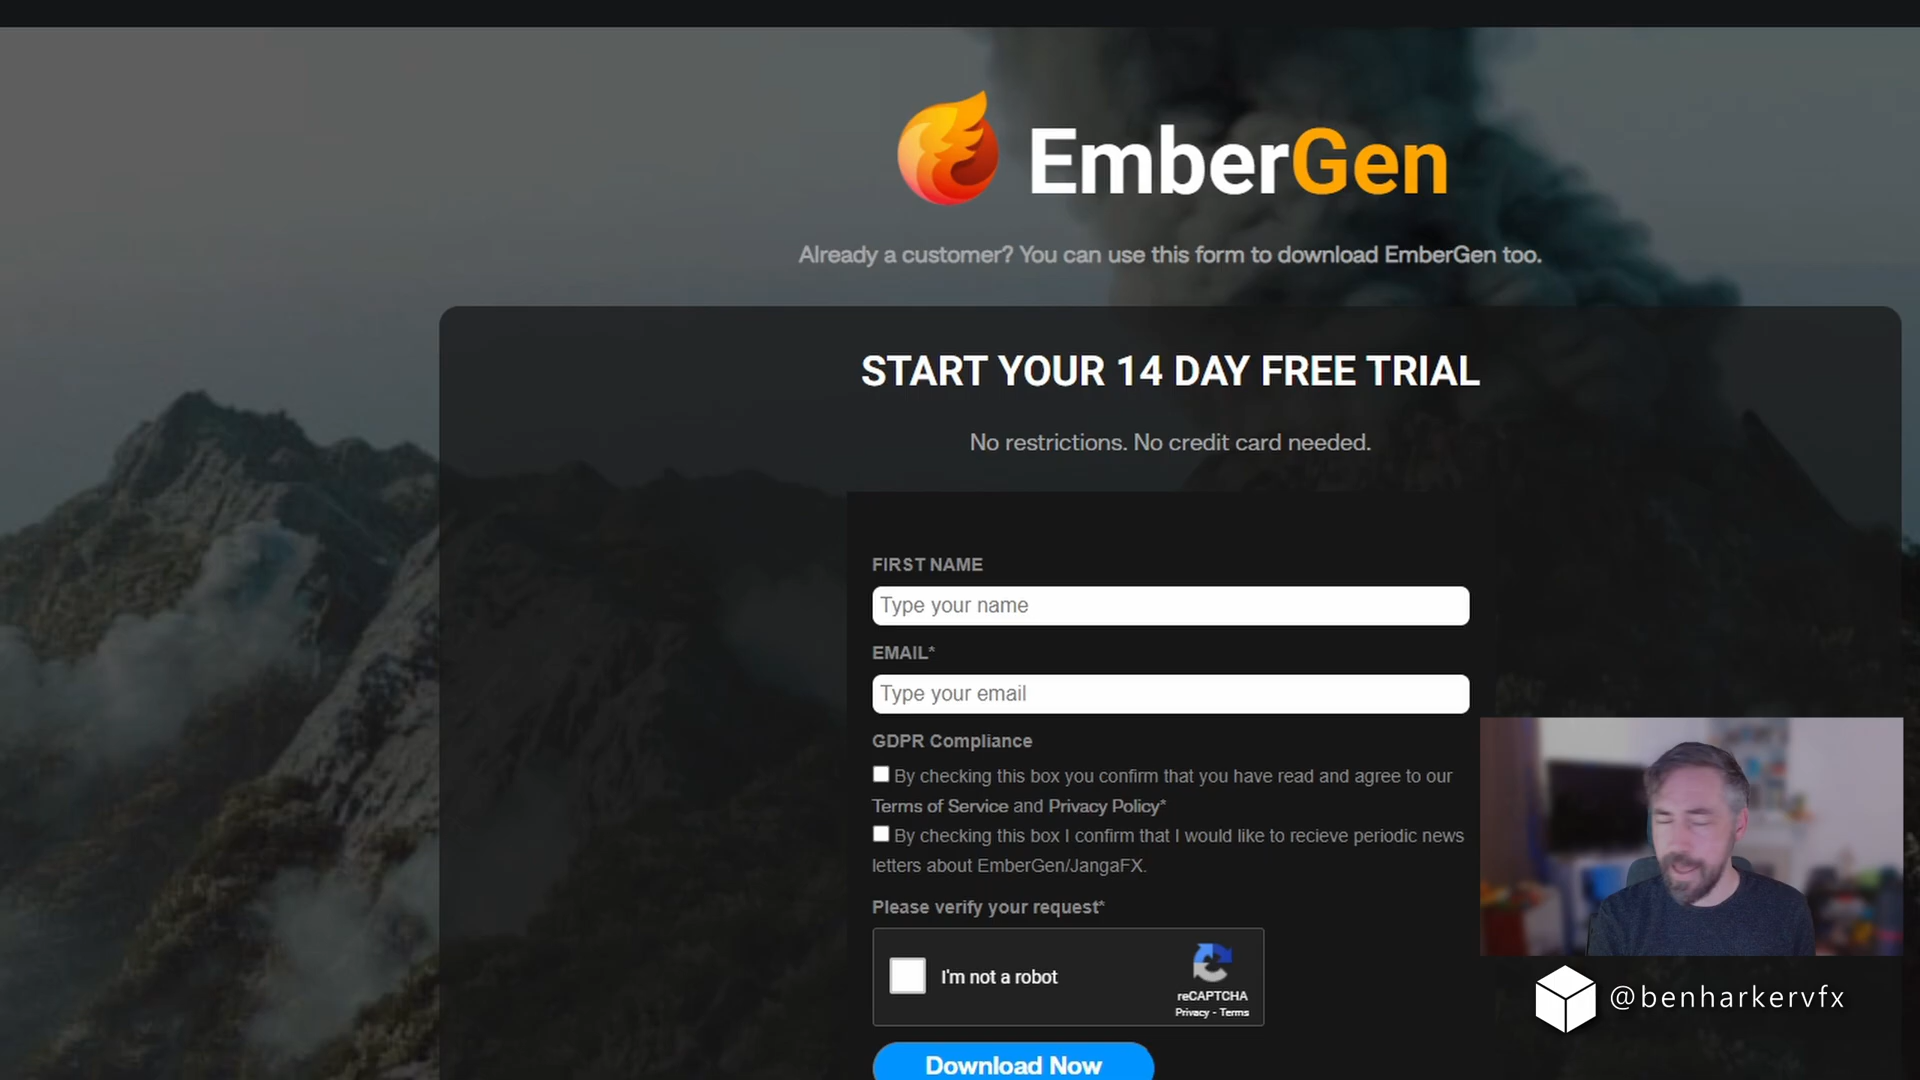 EmberGen
Already a customer? You can use this form to download EmberGen too.
START YOUR 14 DAY FREE TRIAL
No restrictions. No credit card needed.
FIRST NAME
Type your name
EMAIL*
Type your email
GDPR Compliance
By checking this box you confirm that you have read and agree to our
Terms of Service and Privacy Policy*
By checking this box I confirm that I would like to recieve periodic news
letters about EmberGen/JangaFX.
Please verify your request*
I'm not a robot
reCAPTCHA
Privacy - Terms
@benharkervfx
Download Now